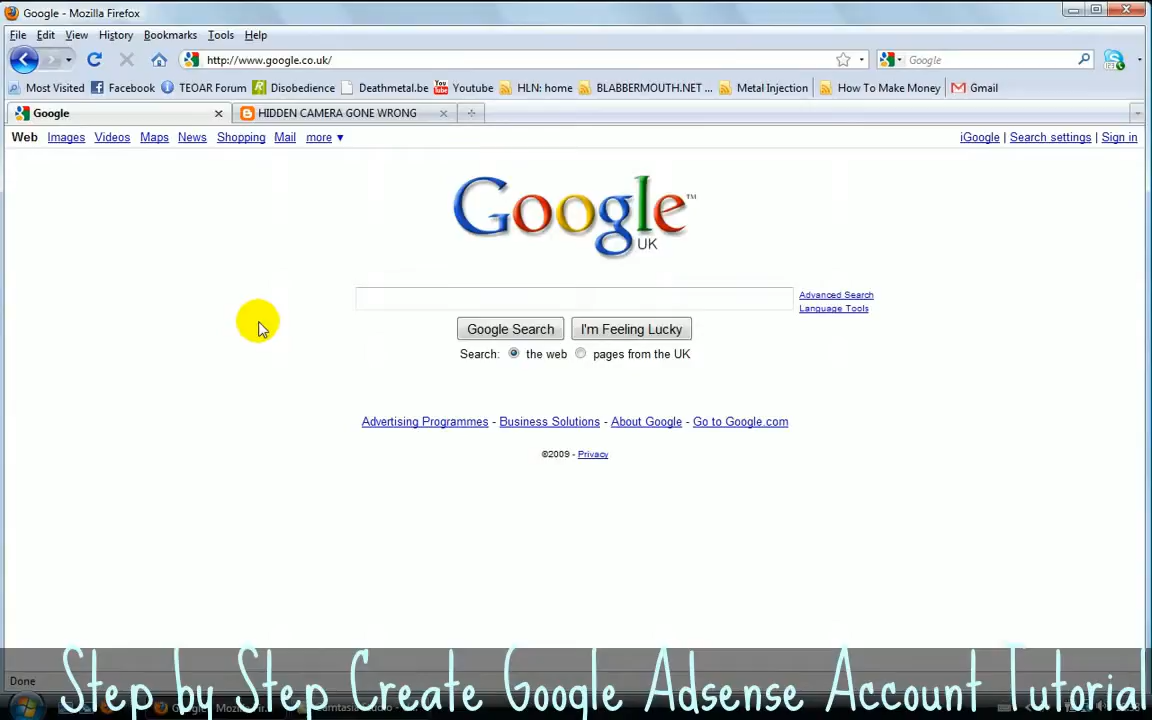 Google - Mozilla Firefox
File Edit View History Bookmarks Tools Help
http://www.google.co.uk/ Google
Most Visited Facebook TEOAR Forum Disobedience Deathmetal.be Youtube HLN: home BLABBERMOUTH.NET ... Metal Injection How To Make Money Gmail
Google HIDDEN CAMERA GONE WRONG
Web Images Videos Maps News Shopping Mail more ▼ iGoogle | Search settings | Sign in
Google™
UK
Advanced Search
Language Tools
Google Search I'm Feeling Lucky
Search: the web pages from the UK
Advertising Programmes - Business Solutions - About Google - Go to Google.com
©2009 - Privacy
Done
Step by Step Create Google Adsense Account Tutorial